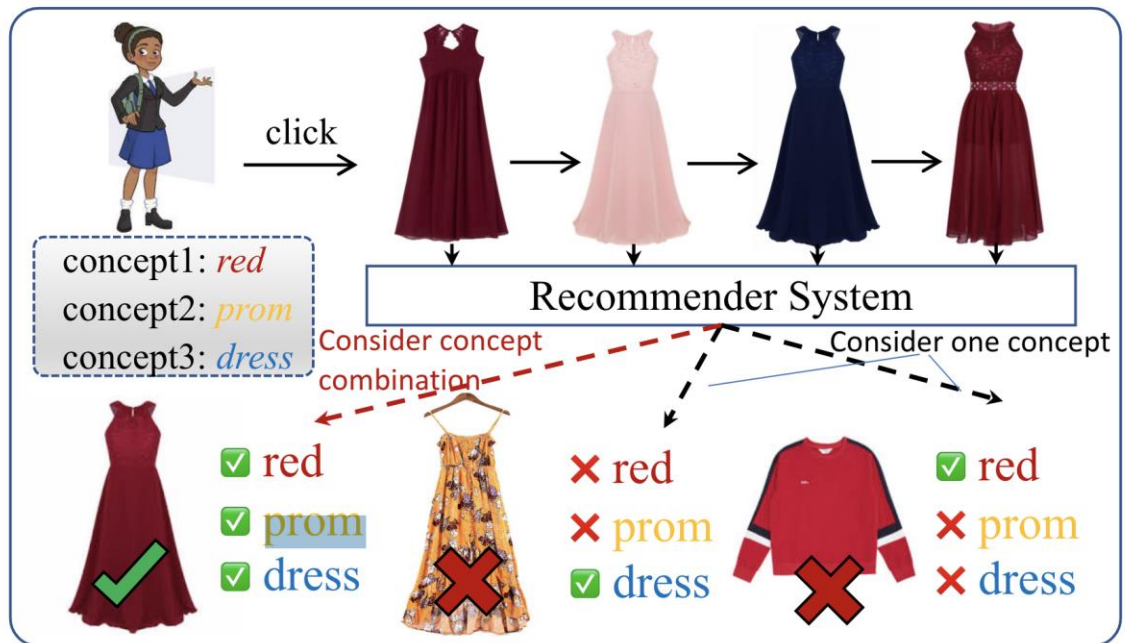 click
concept1: red
concept2: prom
concept3: dress
Recommender System
Consider concept
combination
Consider one concept
red
prom
dress
red
prom
dress
red
prom
dress